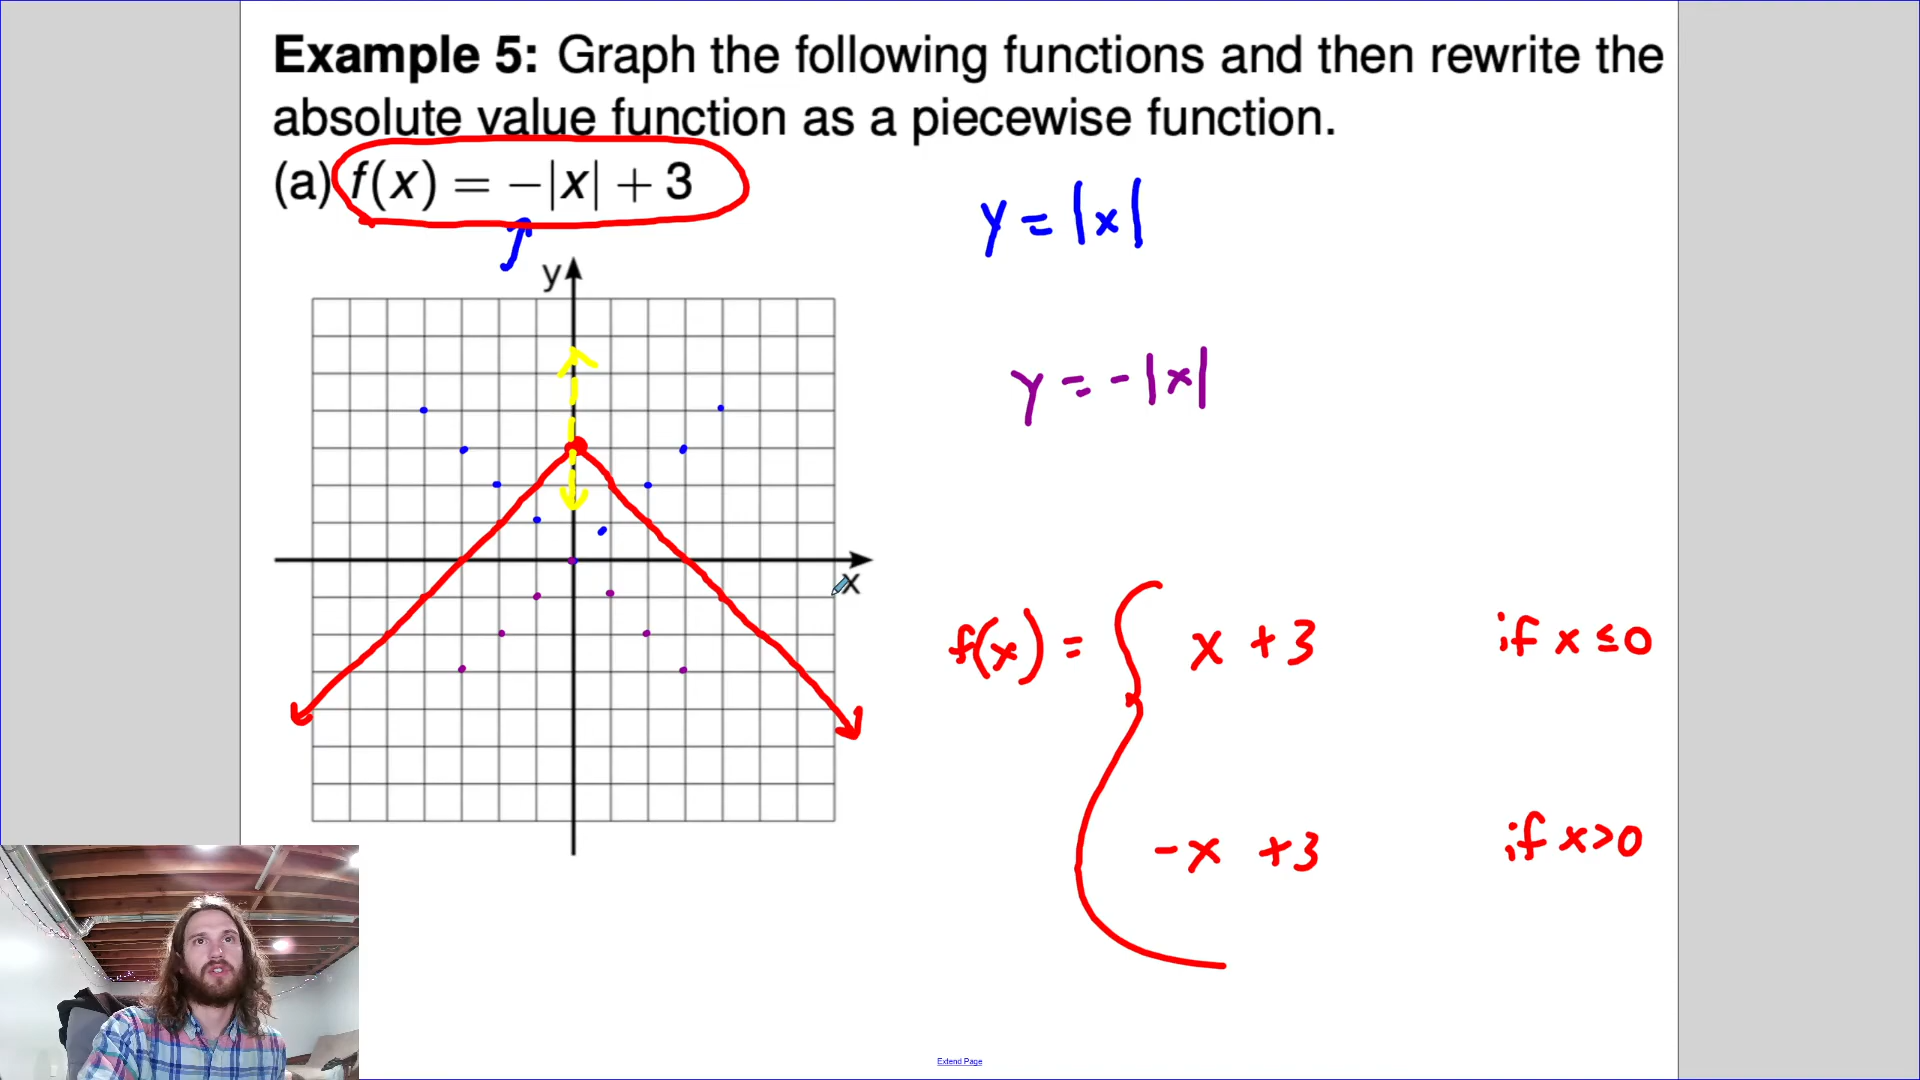 Example 5: Graph the following functions and then rewrite the
absolute value function as a piecewise function.
(a) f(x) = −|x| + 3
y = |x|
y
y = -|x|
x
f(x) = { x + 3 if x ≤ 0
-x + 3 if x > 0
Extend Page